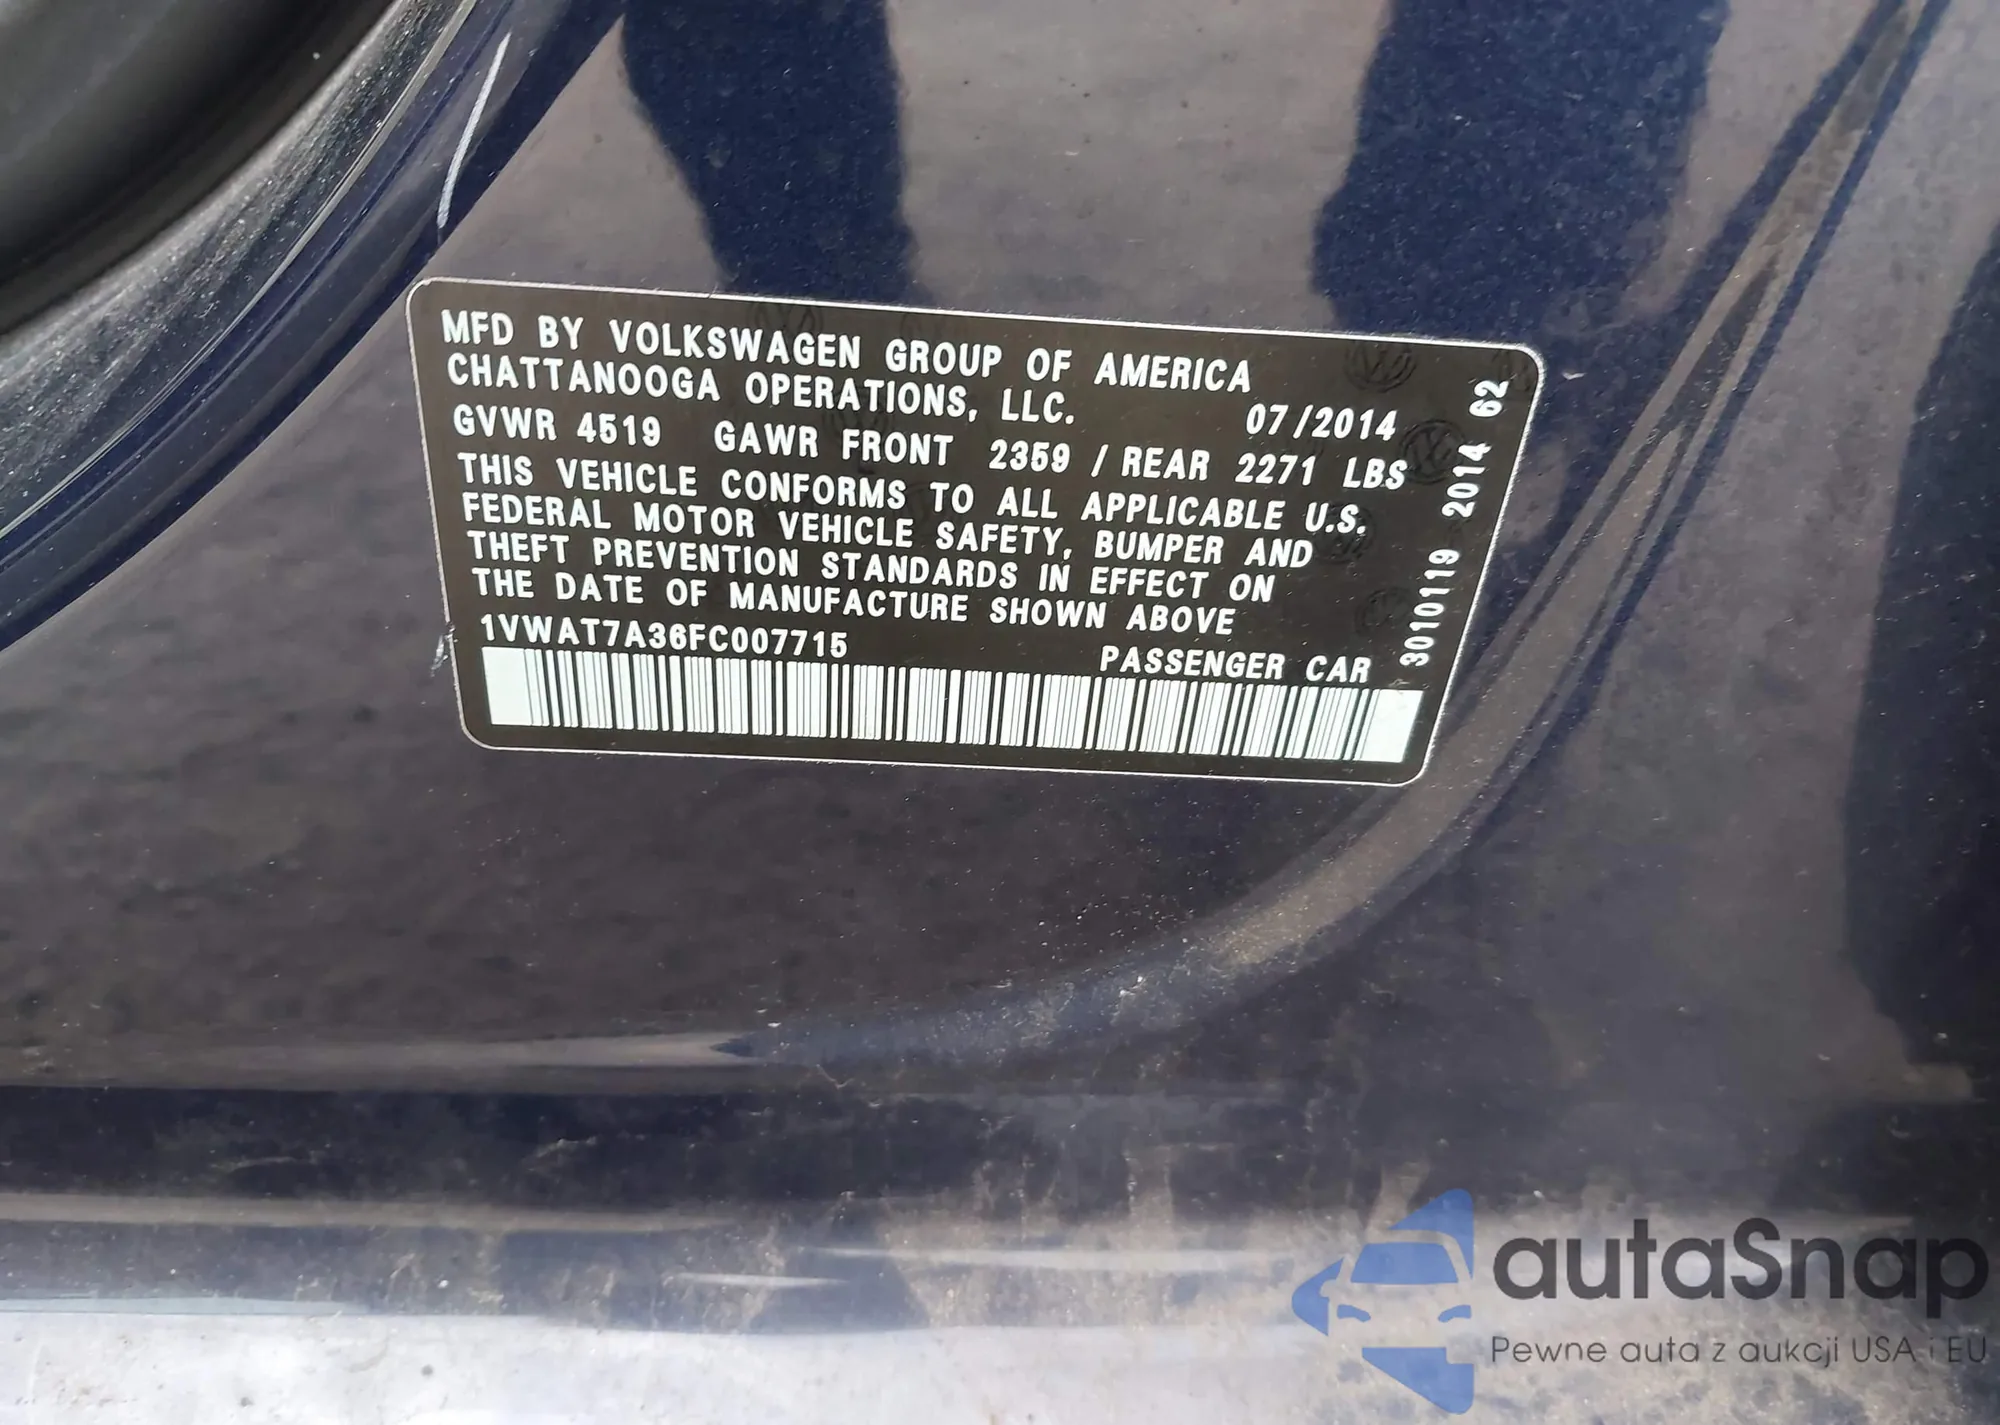 MFD BY VOLKSWAGEN GROUP OF AMERICA
CHATTANOOGA OPERATIONS, LLC. 07/2014
GVWR 4519 GAWR FRONT 2359 / REAR 2271 LBS
THIS VEHICLE CONFORMS TO ALL APPLICABLE U.S.
FEDERAL MOTOR VEHICLE SAFETY, BUMPER AND
THEFT PREVENTION STANDARDS IN EFFECT ON
THE DATE OF MANUFACTURE SHOWN ABOVE
1VWAT7A36FC007715 PASSENGER CAR
3010119 2014 62
autaSnap
Pewne auta z aukcji USA i EU